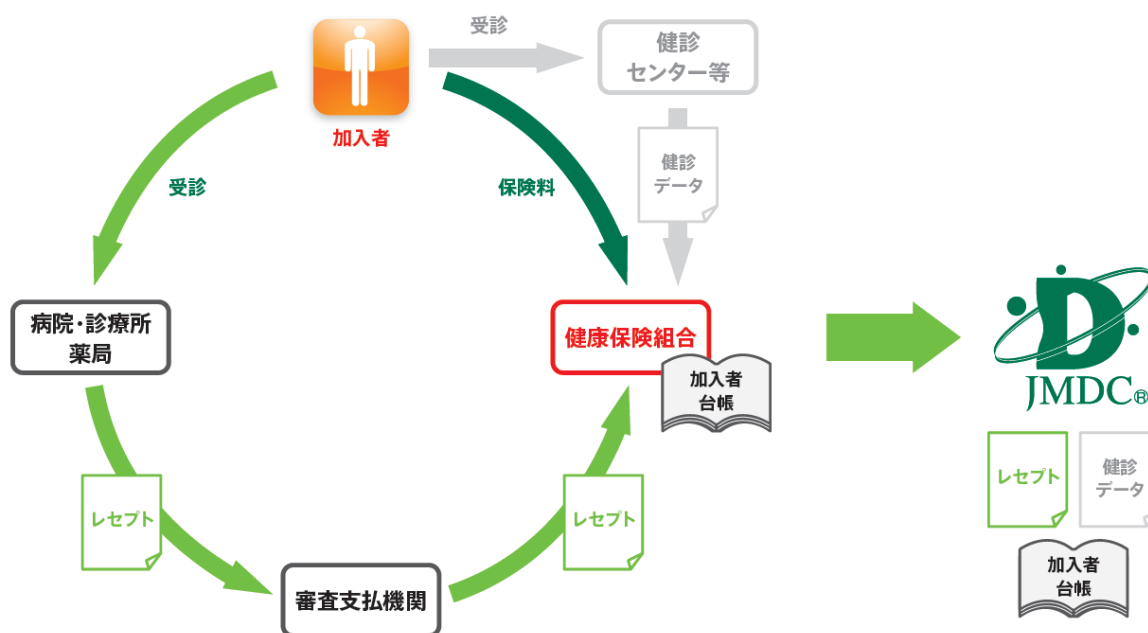 受診
健診
センター等
加入者
健診
データ
受診
保険料
病院・診療所
薬局
健康保険組合
加入者
台帳
JMDC®
レセプト
レセプト
レセプト
健診
データ
審査支払機関
加入者
台帳